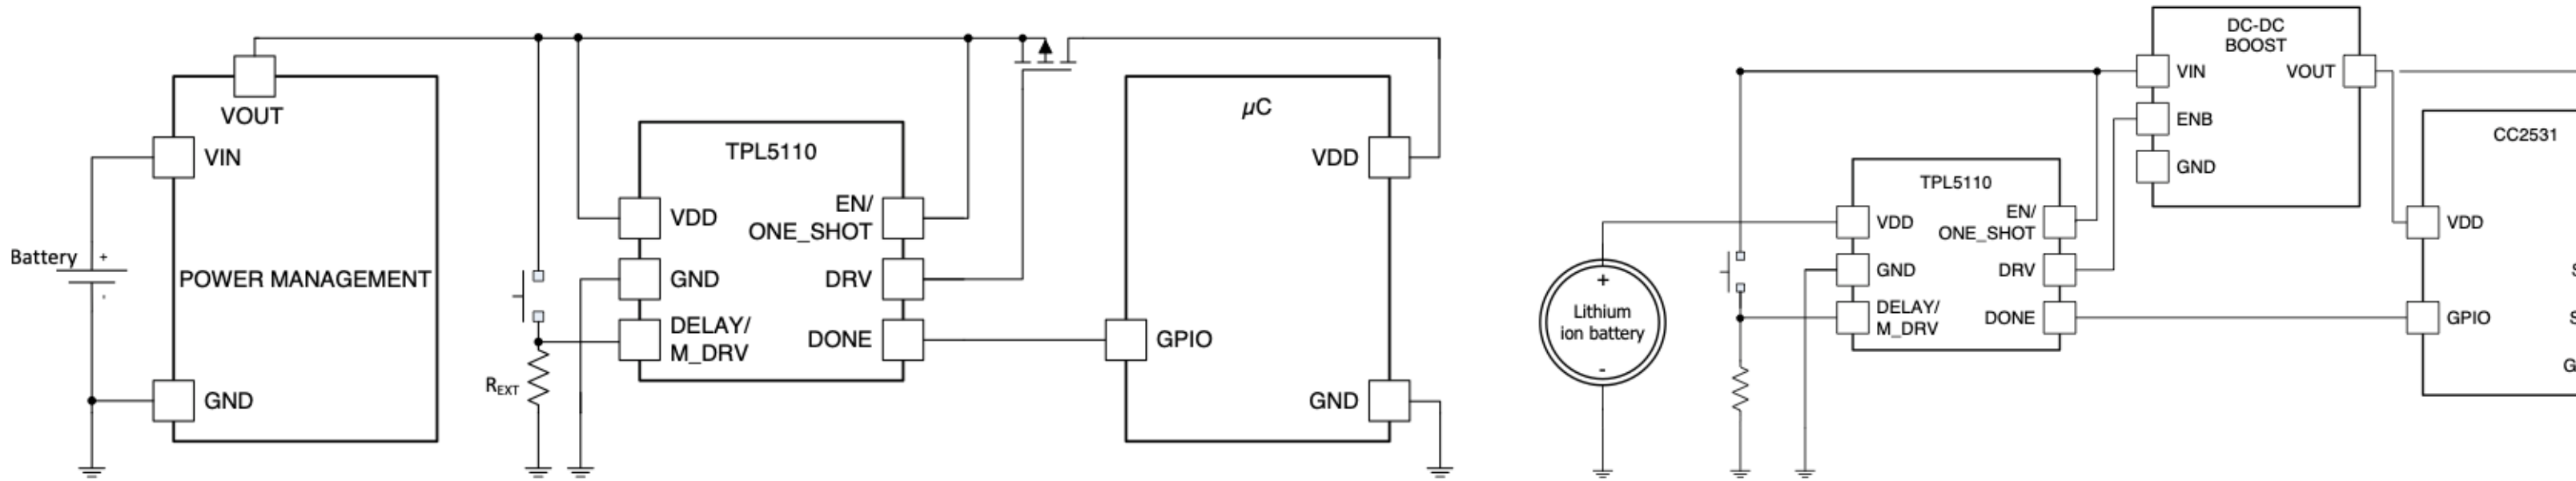 VOUT
VIN
Battery
+
-
POWER MANAGEMENT
GND
REXT
TPL5110
VDD
GND
DELAY/
M_DRV
EN/
ONE_SHOT
DRV
DONE
µC
VDD
GPIO
GND
Lithium
ion battery
+
-
TPL5110
VDD
GND
DELAY/
M_DRV
EN/
ONE_SHOT
DRV
DONE
DC-DC
BOOST
VIN
VOUT
ENB
GND
CC2531
VDD
GPIO
G